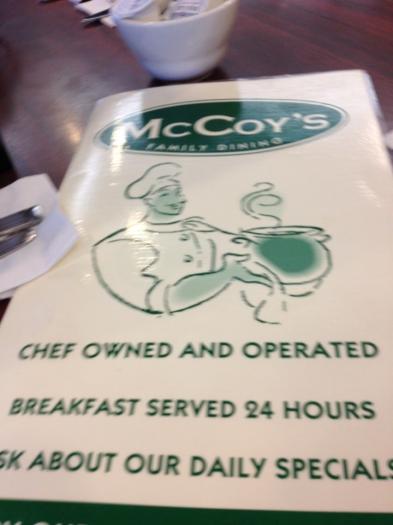 McCoy's
FAMILY DINING
CHEF OWNED AND OPERATED
BREAKFAST SERVED 24 HOURS
SK ABOUT OUR DAILY SPECIALS